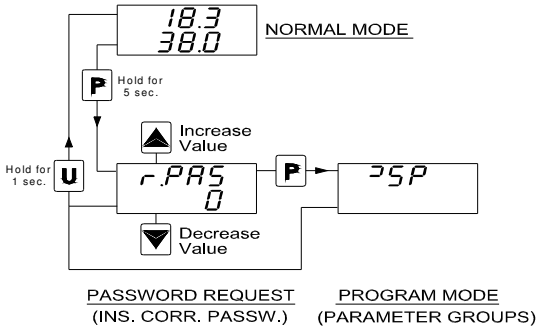 18.3
38.0
NORMAL MODE
P
Hold for
5 sec.
Increase
Value
Hold for
1 sec.
U
r.PAS
0
P
ᓗSP
Decrease
Value
PASSWORD REQUEST
(INS. CORR. PASSW.)
PROGRAM MODE
(PARAMETER GROUPS)